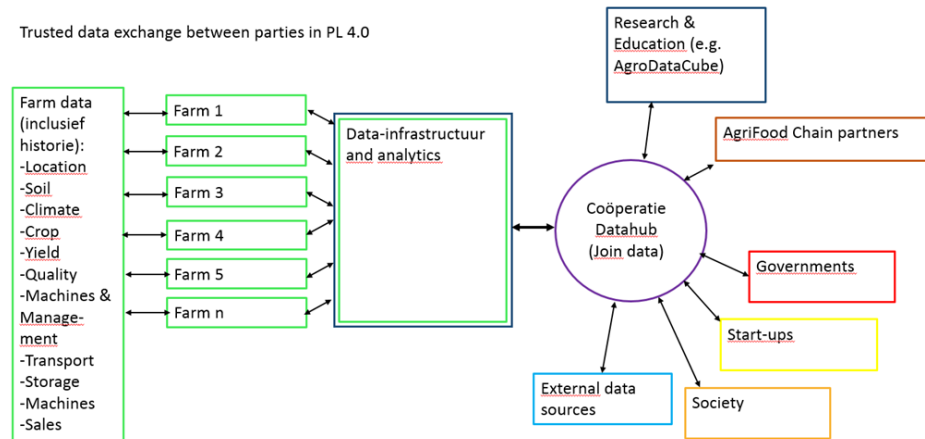 Trusted data exchange between parties in PL 4.0
Farm data
(inclusief
historie):
-Location
-Soil
-Climate
-Crop
-Yield
-Quality
-Machines &
Manage-
ment
-Transport
-Storage
-Machines
-Sales
Farm 1
Farm 2
Farm 3
Farm 4
Farm 5
Farm n
Data-infrastructuur
and analytics
Coöperatie
Datahub
(Join data)
Research &
Education (e.g.
AgroDataCube)
AgriFood Chain partners
Governments
Start-ups
Society
External data
sources